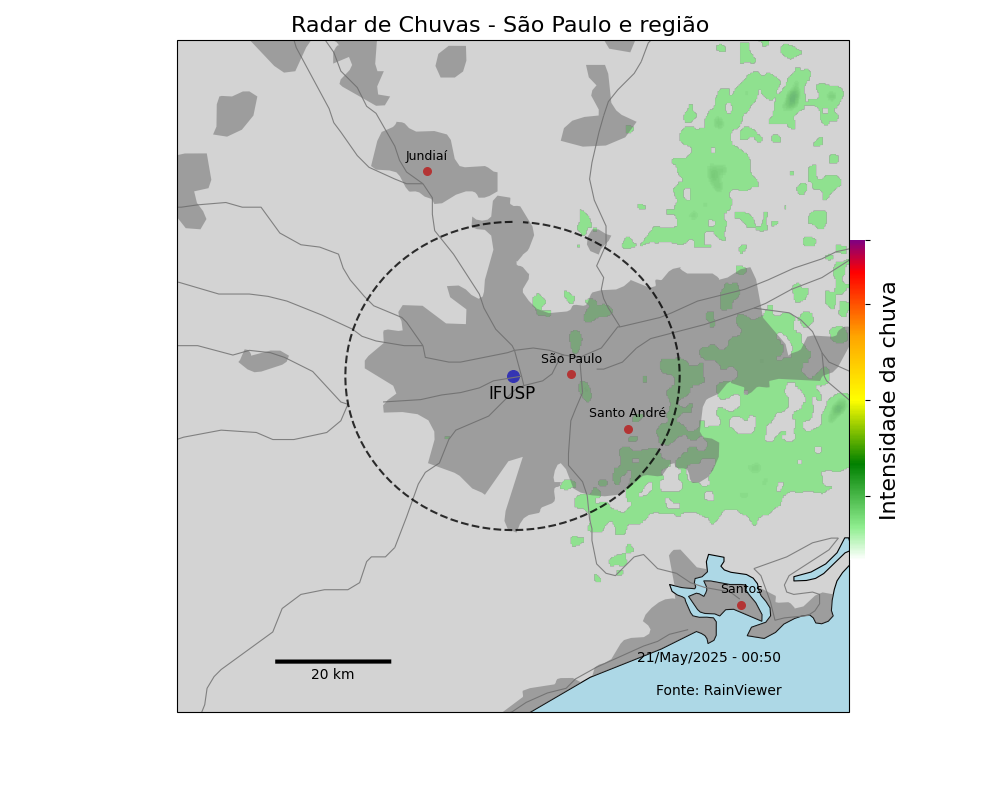 Radar de Chuvas - São Paulo e região
Jundiaí
São Paulo
IFUSP
Santo André
Intensidade da chuva
Santos
21/May/2025 - 00:50
20 km
Fonte: RainViewer